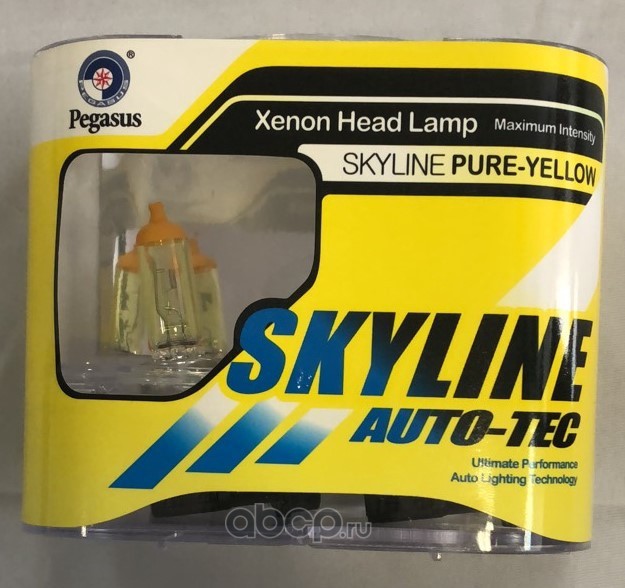 ®
PEGASUS
Pegasus
Xenon Head Lamp Maximum Intensity
SKYLINE PURE-YELLOW
SKYLINE
AUTO-TEC
Ultimate Performance
Auto Lighting Technology
abcp.ru